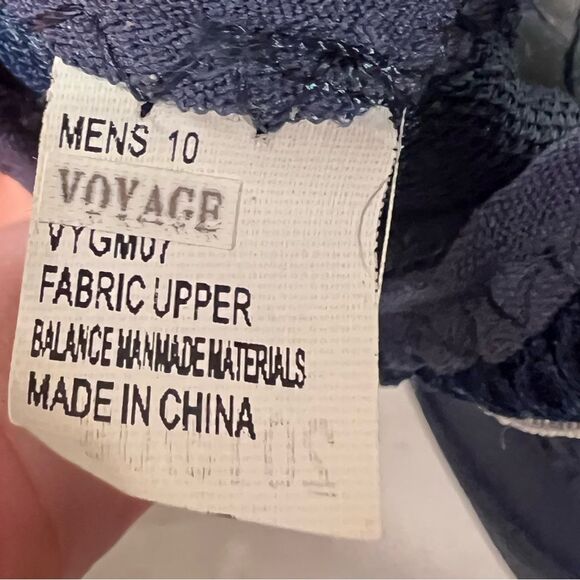 MENS 10
VOYAGE
VYGM07
FABRIC UPPER
BALANCE MANMADE MATERIALS
MADE IN CHINA